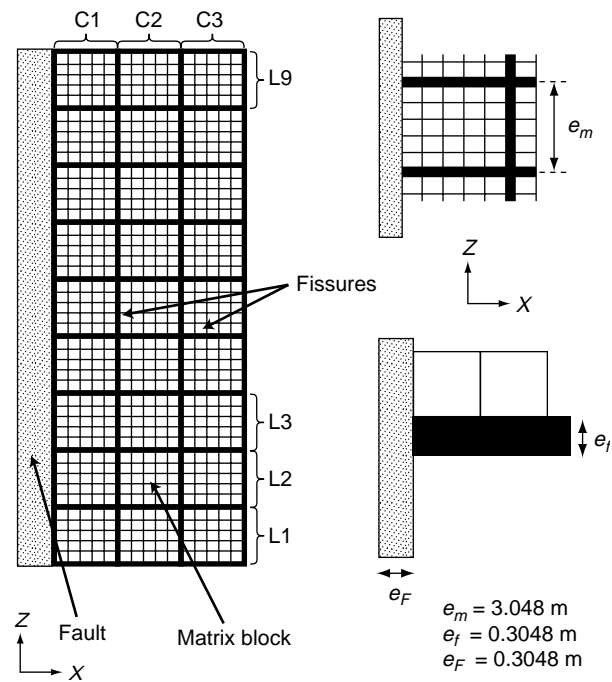 C1 C2 C3
L9
Fissures
L3
L2
L1
Fault
Matrix block
Z
X
e_m
Z
X
e_f
e_F
e_m = 3.048 m
e_f = 0.3048 m
e_F = 0.3048 m